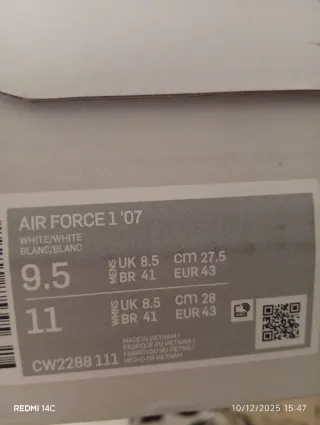 AIR FORCE 1 '07
WHITE/WHITE
BLANC/BLANC
9.5 MENS UK 8.5 CM 27.5
BR 41 EUR 43
11 WMNS UK 8.5 CM 28
BR 41 EUR 43
CW2288 111
MADE IN VIETNAM /
FABRIQUÉ AU VIETNAM /
FABRICADO NO VIETNÃ /
HECHO EN VIETNAM
REDMI 14C
10/12/2025 15:47